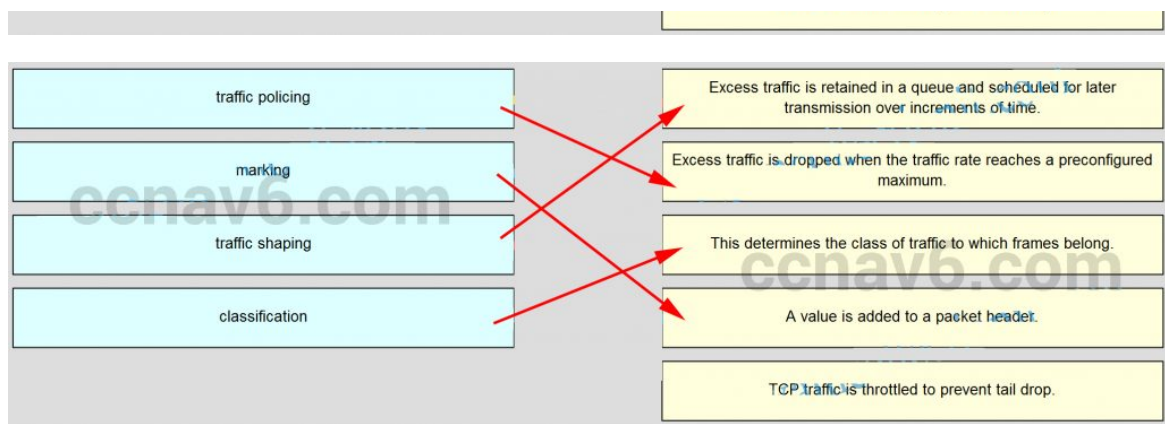 traffic policing
Excess traffic is retained in a queue and scheduled for later
transmission over increments of time.
marking
Excess traffic is dropped when the traffic rate reaches a preconfigured
maximum.
traffic shaping
This determines the class of traffic to which frames belong.
classification
A value is added to a packet header.
TCP traffic is throttled to prevent tail drop.
ccnav6.com
ccnav6.com